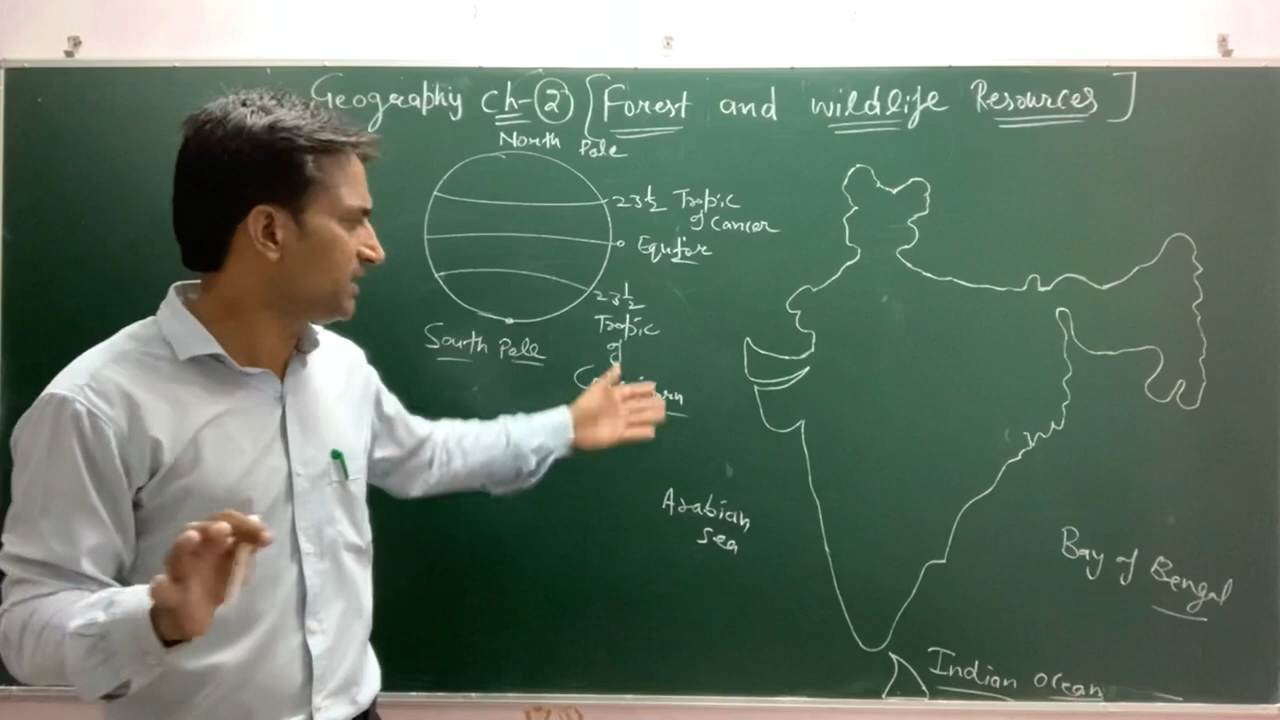 Geography Ch-② [Forest and wildlife Resources]
North Pole
23½ Tropic
of Cancer
Equator
23½
Tropic
of
South Pole
Arabian
Sea
Bay of Bengal
Indian Ocean